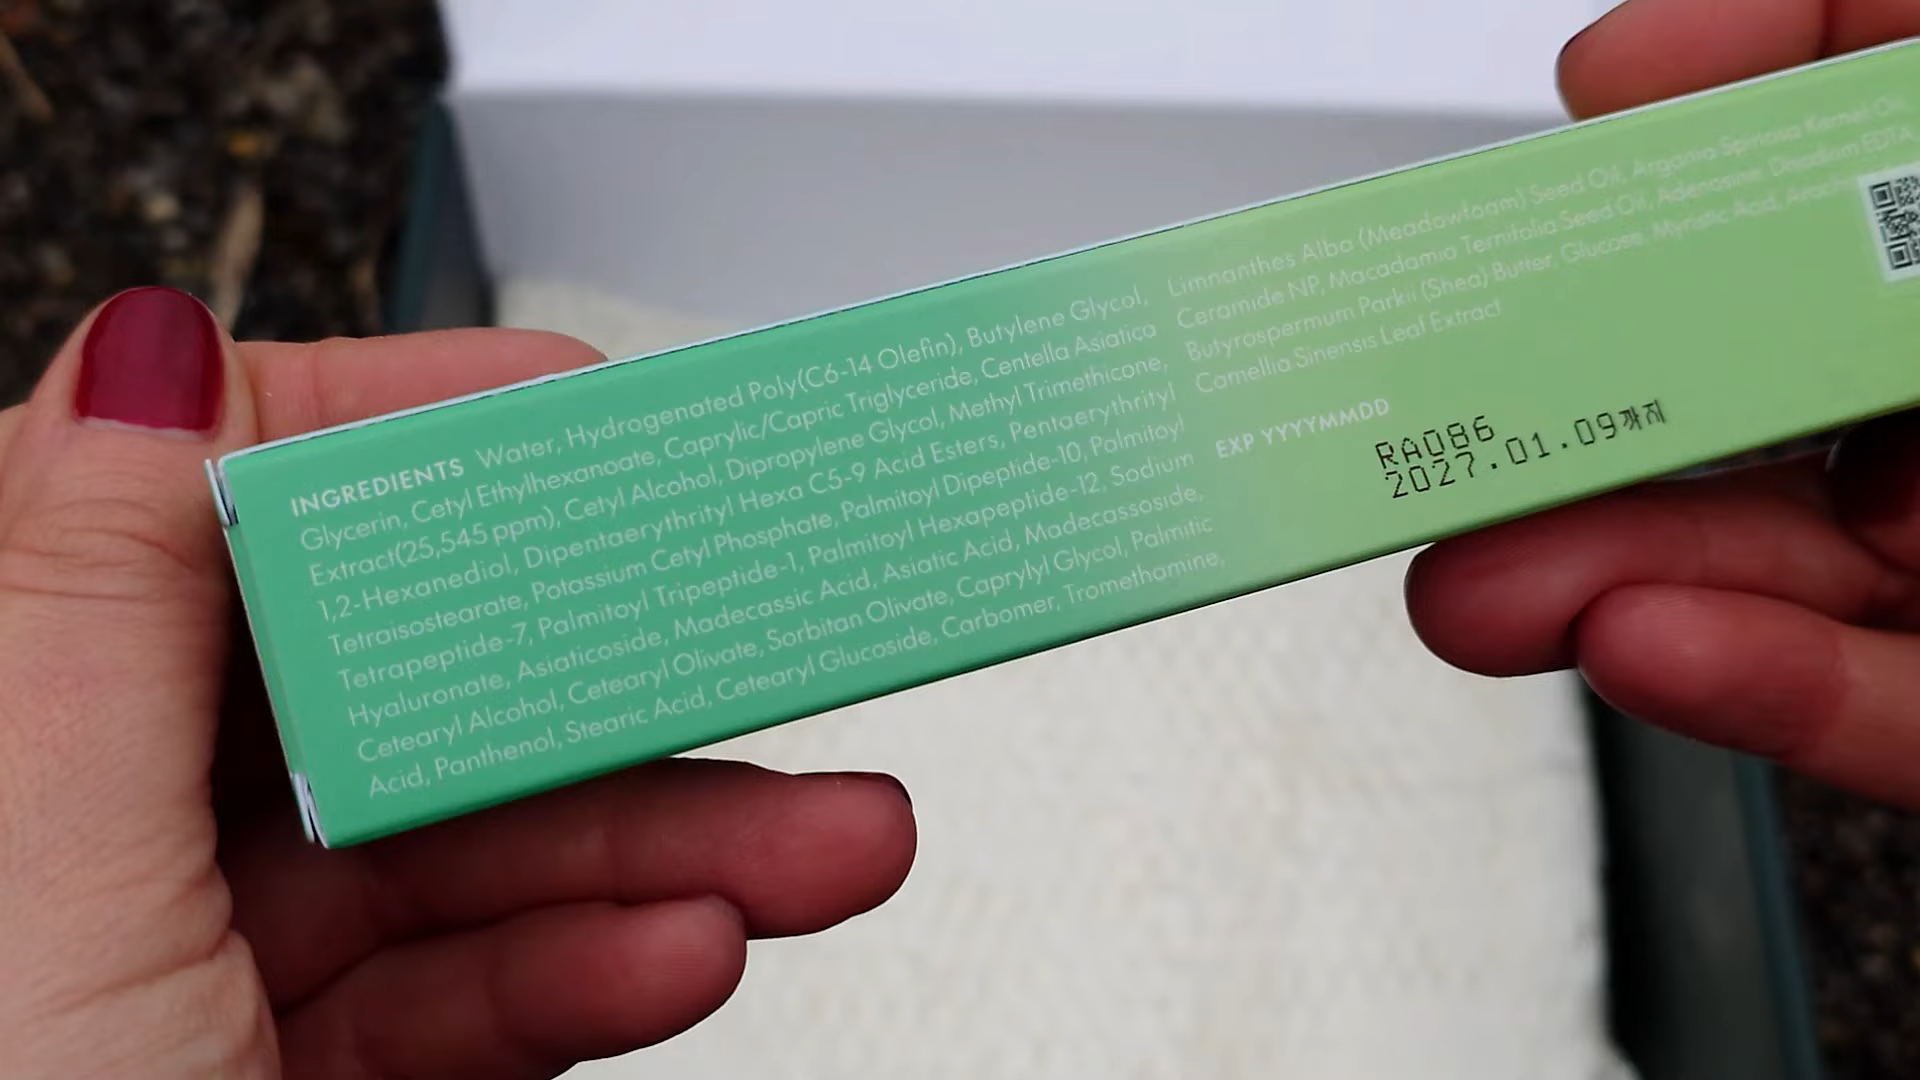 INGREDIENTS Water, Hydrogenated Poly(C6-14 Olefin), Butylene Glycol,
Glycerin, Cetyl Ethylhexanoate, Caprylic/Capric Triglyceride, Centella Asiatica
Extract(25,545 ppm), Cetyl Alcohol, Dipropylene Glycol, Methyl Trimethicone,
1,2-Hexanediol, Dipentaerythrityl Hexa C5-9 Acid Esters, Pentaerythrityl
Tetraisostearate, Potassium Cetyl Phosphate, Palmitoyl Dipeptide-10, Palmitoyl
Tetrapeptide-7, Palmitoyl Tripeptide-1, Palmitoyl Hexapeptide-12, Sodium
Hyaluronate, Asiaticoside, Madecassic Acid, Asiatic Acid, Madecassoside,
Cetearyl Alcohol, Cetearyl Olivate, Sorbitan Olivate, Caprylyl Glycol, Palmitic
Acid, Panthenol, Stearic Acid, Cetearyl Glucoside, Carbomer, Tromethamine,
Limnanthes Alba (Meadowfoam) Seed Oil, Argania Spinosa Kernel Oil,
Ceramide NP, Macadamia Ternifolia Seed Oil, Adenosine, Disodium EDTA,
Butyrospermum Parkii (Shea) Butter, Glucose, Myristic Acid,
Camellia Sinensis Leaf Extract
EXP YYYYMMDD
RA086
2027.01.09까지